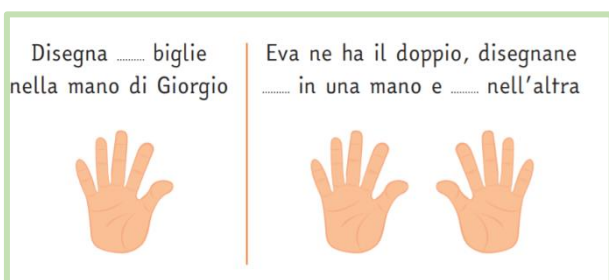 Disegna ......... biglie
nella mano di Giorgio
Eva ne ha il doppio, disegnane
......... in una mano e ......... nell'altra